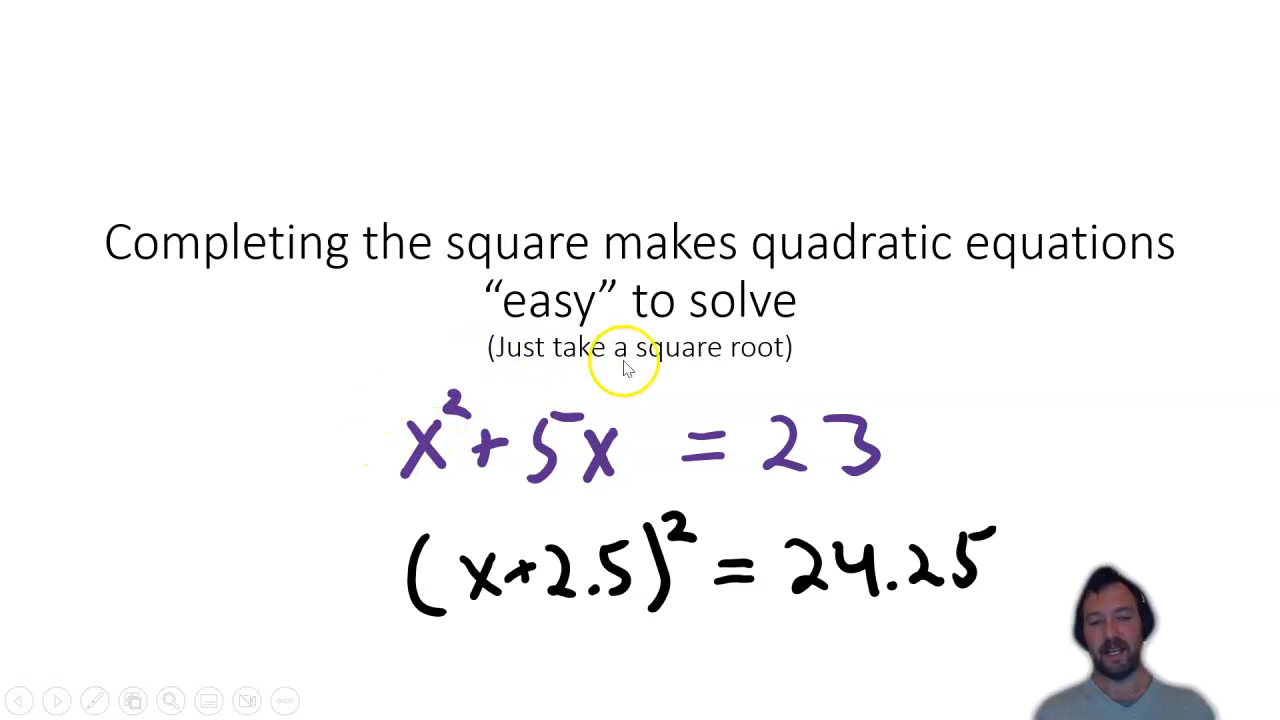 Completing the square makes quadratic equations
“easy” to solve
(Just take a square root)
x² + 5x = 23
(x+2.5)² = 24.25